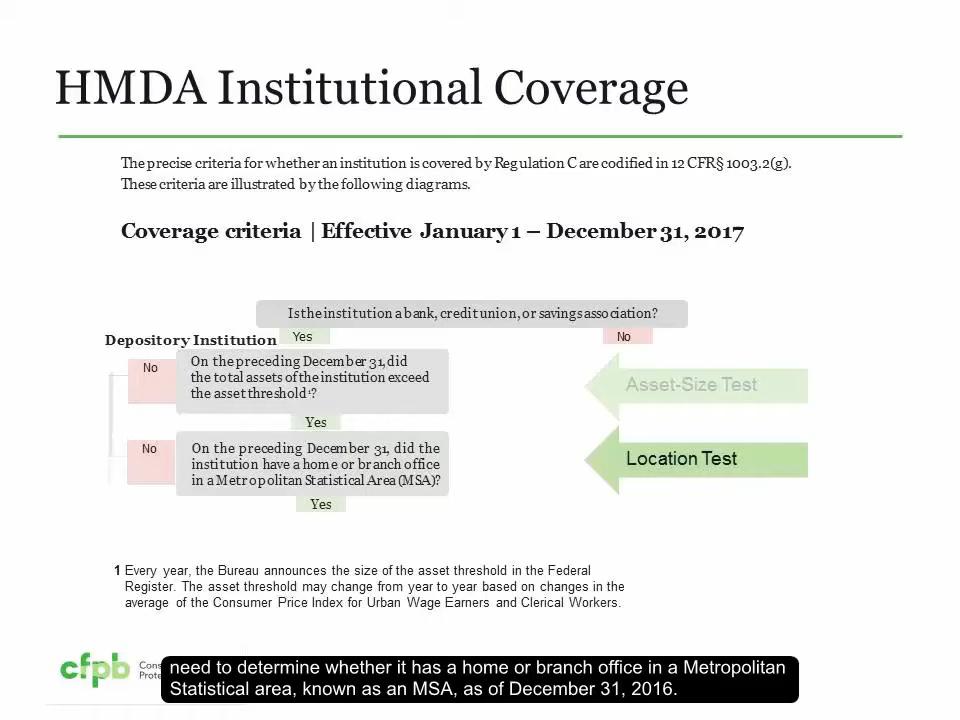 HMDA Institutional Coverage
The precise criteria for whether an institution is covered by Regulation C are codified in 12 CFR§ 1003.2(g).
These criteria are illustrated by the following diagrams.
Coverage criteria | Effective January 1 – December 31, 2017
Is the institution a bank, credit union, or savings association?
Depository Institution
Yes
No
No
On the preceding December 31, did
the total assets of the institution exceed
the asset threshold¹?
Asset-Size Test
Yes
No
On the preceding December 31, did the
institution have a home or branch office
in a Metropolitan Statistical Area (MSA)?
Location Test
Yes
1 Every year, the Bureau announces the size of the asset threshold in the Federal
Register. The asset threshold may change from year to year based on changes in the
average of the Consumer Price Index for Urban Wage Earners and Clerical Workers.
cfpb
need to determine whether it has a home or branch office in a Metropolitan
Statistical area, known as an MSA, as of December 31, 2016.